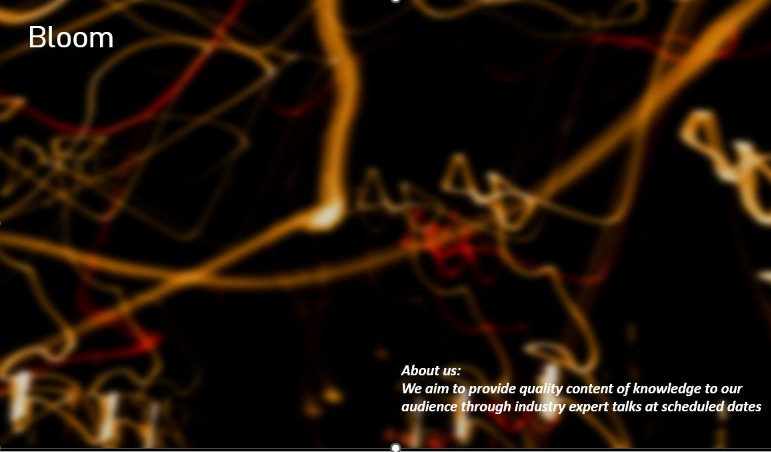 Bloom
About us:
We aim to provide quality content of knowledge to our
audience through industry expert talks at scheduled dates